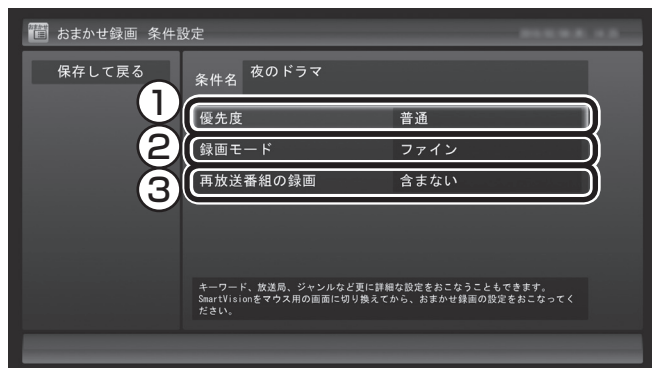 おまかせ録画 条件設定
保存して戻る
条件名 夜のドラマ
① 優先度 普通
② 録画モード ファイン
③ 再放送番組の録画 含まない
キーワード、放送局、ジャンルなど更に詳細な設定をおこなうこともできます。
SmartVisionをマウス用の画面に切り換えてから、おまかせ録画の設定をおこなってく
ださい。